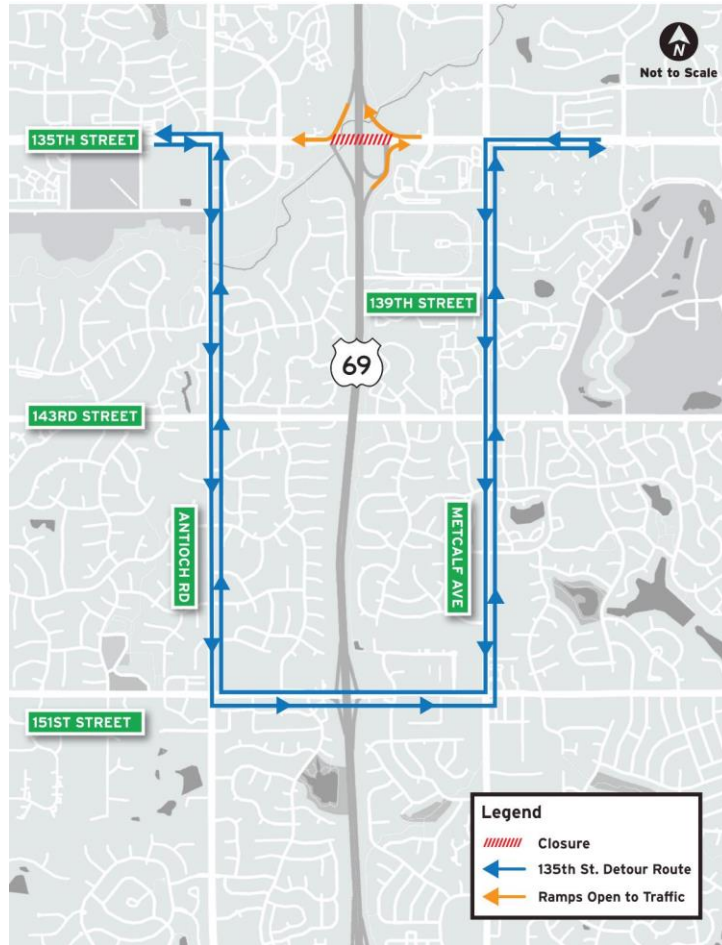 N
Not to Scale
135TH STREET
139TH STREET
69
143RD STREET
ANTIOCH RD
METCALF AVE
151ST STREET
Legend
Closure
135th St. Detour Route
Ramps Open to Traffic